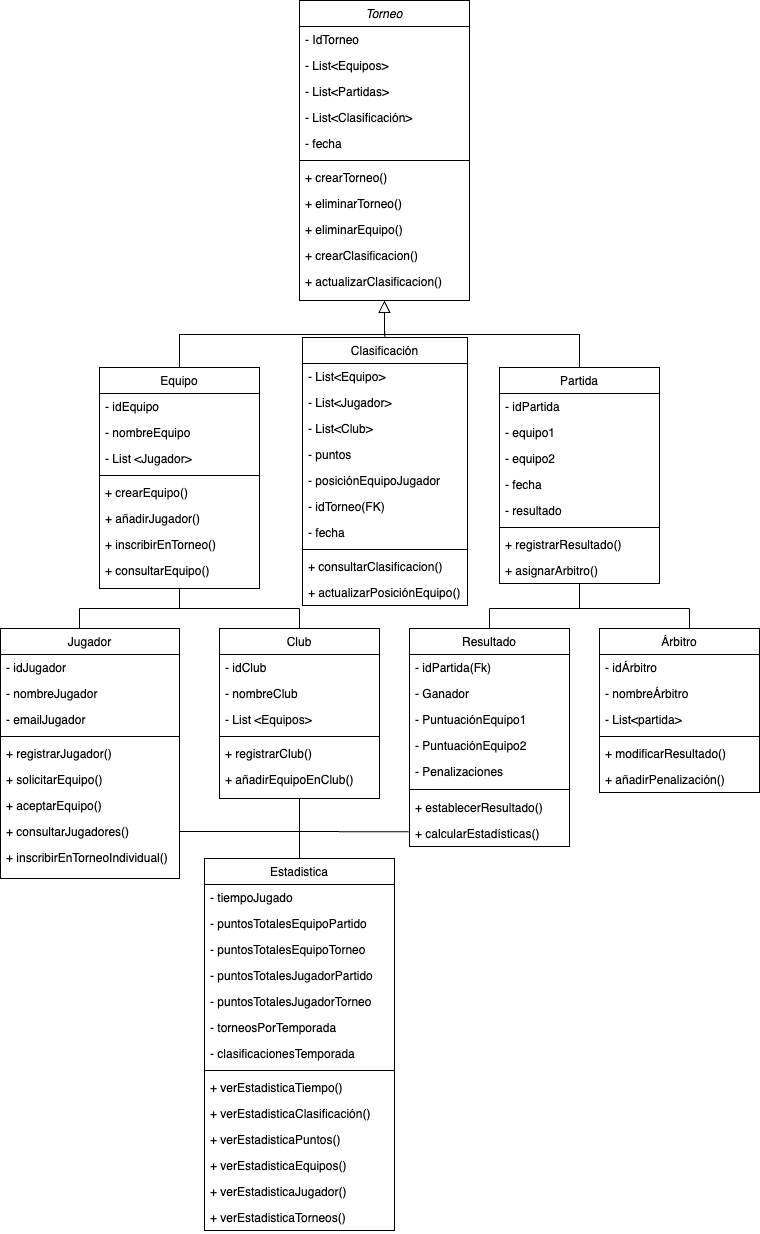 Torneo
- IdTorneo
- List<Equipos>
- List<Partidas>
- List<Clasificación>
- fecha
+ crearTorneo()
+ eliminarTorneo()
+ eliminarEquipo()
+ crearClasificacion()
+ actualizarClasificacion()
Equipo
- idEquipo
- nombreEquipo
- List <Jugador>
+ crearEquipo()
+ añadirJugador()
+ inscribirEnTorneo()
+ consultarEquipo()
Clasificación
- List<Equipo>
- List<Jugador>
- List<Club>
- puntos
- posiciónEquipoJugador
- idTorneo(FK)
- fecha
+ consultarClasificacion()
+ actualizarPosiciónEquipo()
Partida
- idPartida
- equipo1
- equipo2
- fecha
- resultado
+ registrarResultado()
+ asignarArbitro()
Jugador
- idJugador
- nombreJugador
- emailJugador
+ registrarJugador()
+ solicitarEquipo()
+ aceptarEquipo()
+ consultarJugadores()
+ inscribirEnTorneoIndividual()
Club
- idClub
- nombreClub
- List <Equipos>
+ registrarClub()
+ añadirEquipoEnClub()
Resultado
- idPartida(Fk)
- Ganador
- PuntuaciónEquipo1
- PuntuaciónEquipo2
- Penalizaciones
+ establecerResultado()
+ calcularEstadísticas()
Árbitro
- idÁrbitro
- nombreÁrbitro
- List<partida>
+ modificarResultado()
+ añadirPenalización()
Estadistica
- tiempoJugado
- puntosTotalesEquipoPartido
- puntosTotalesEquipoTorneo
- puntosTotalesJugadorPartido
- puntosTotalesJugadorTorneo
- torneosPorTemporada
- clasificacionesTemporada
+ verEstadisticaTiempo()
+ verEstadisticaClasificación()
+ verEstadisticaPuntos()
+ verEstadisticaEquipos()
+ verEstadisticaJugador()
+ verEstadisticaTorneos()